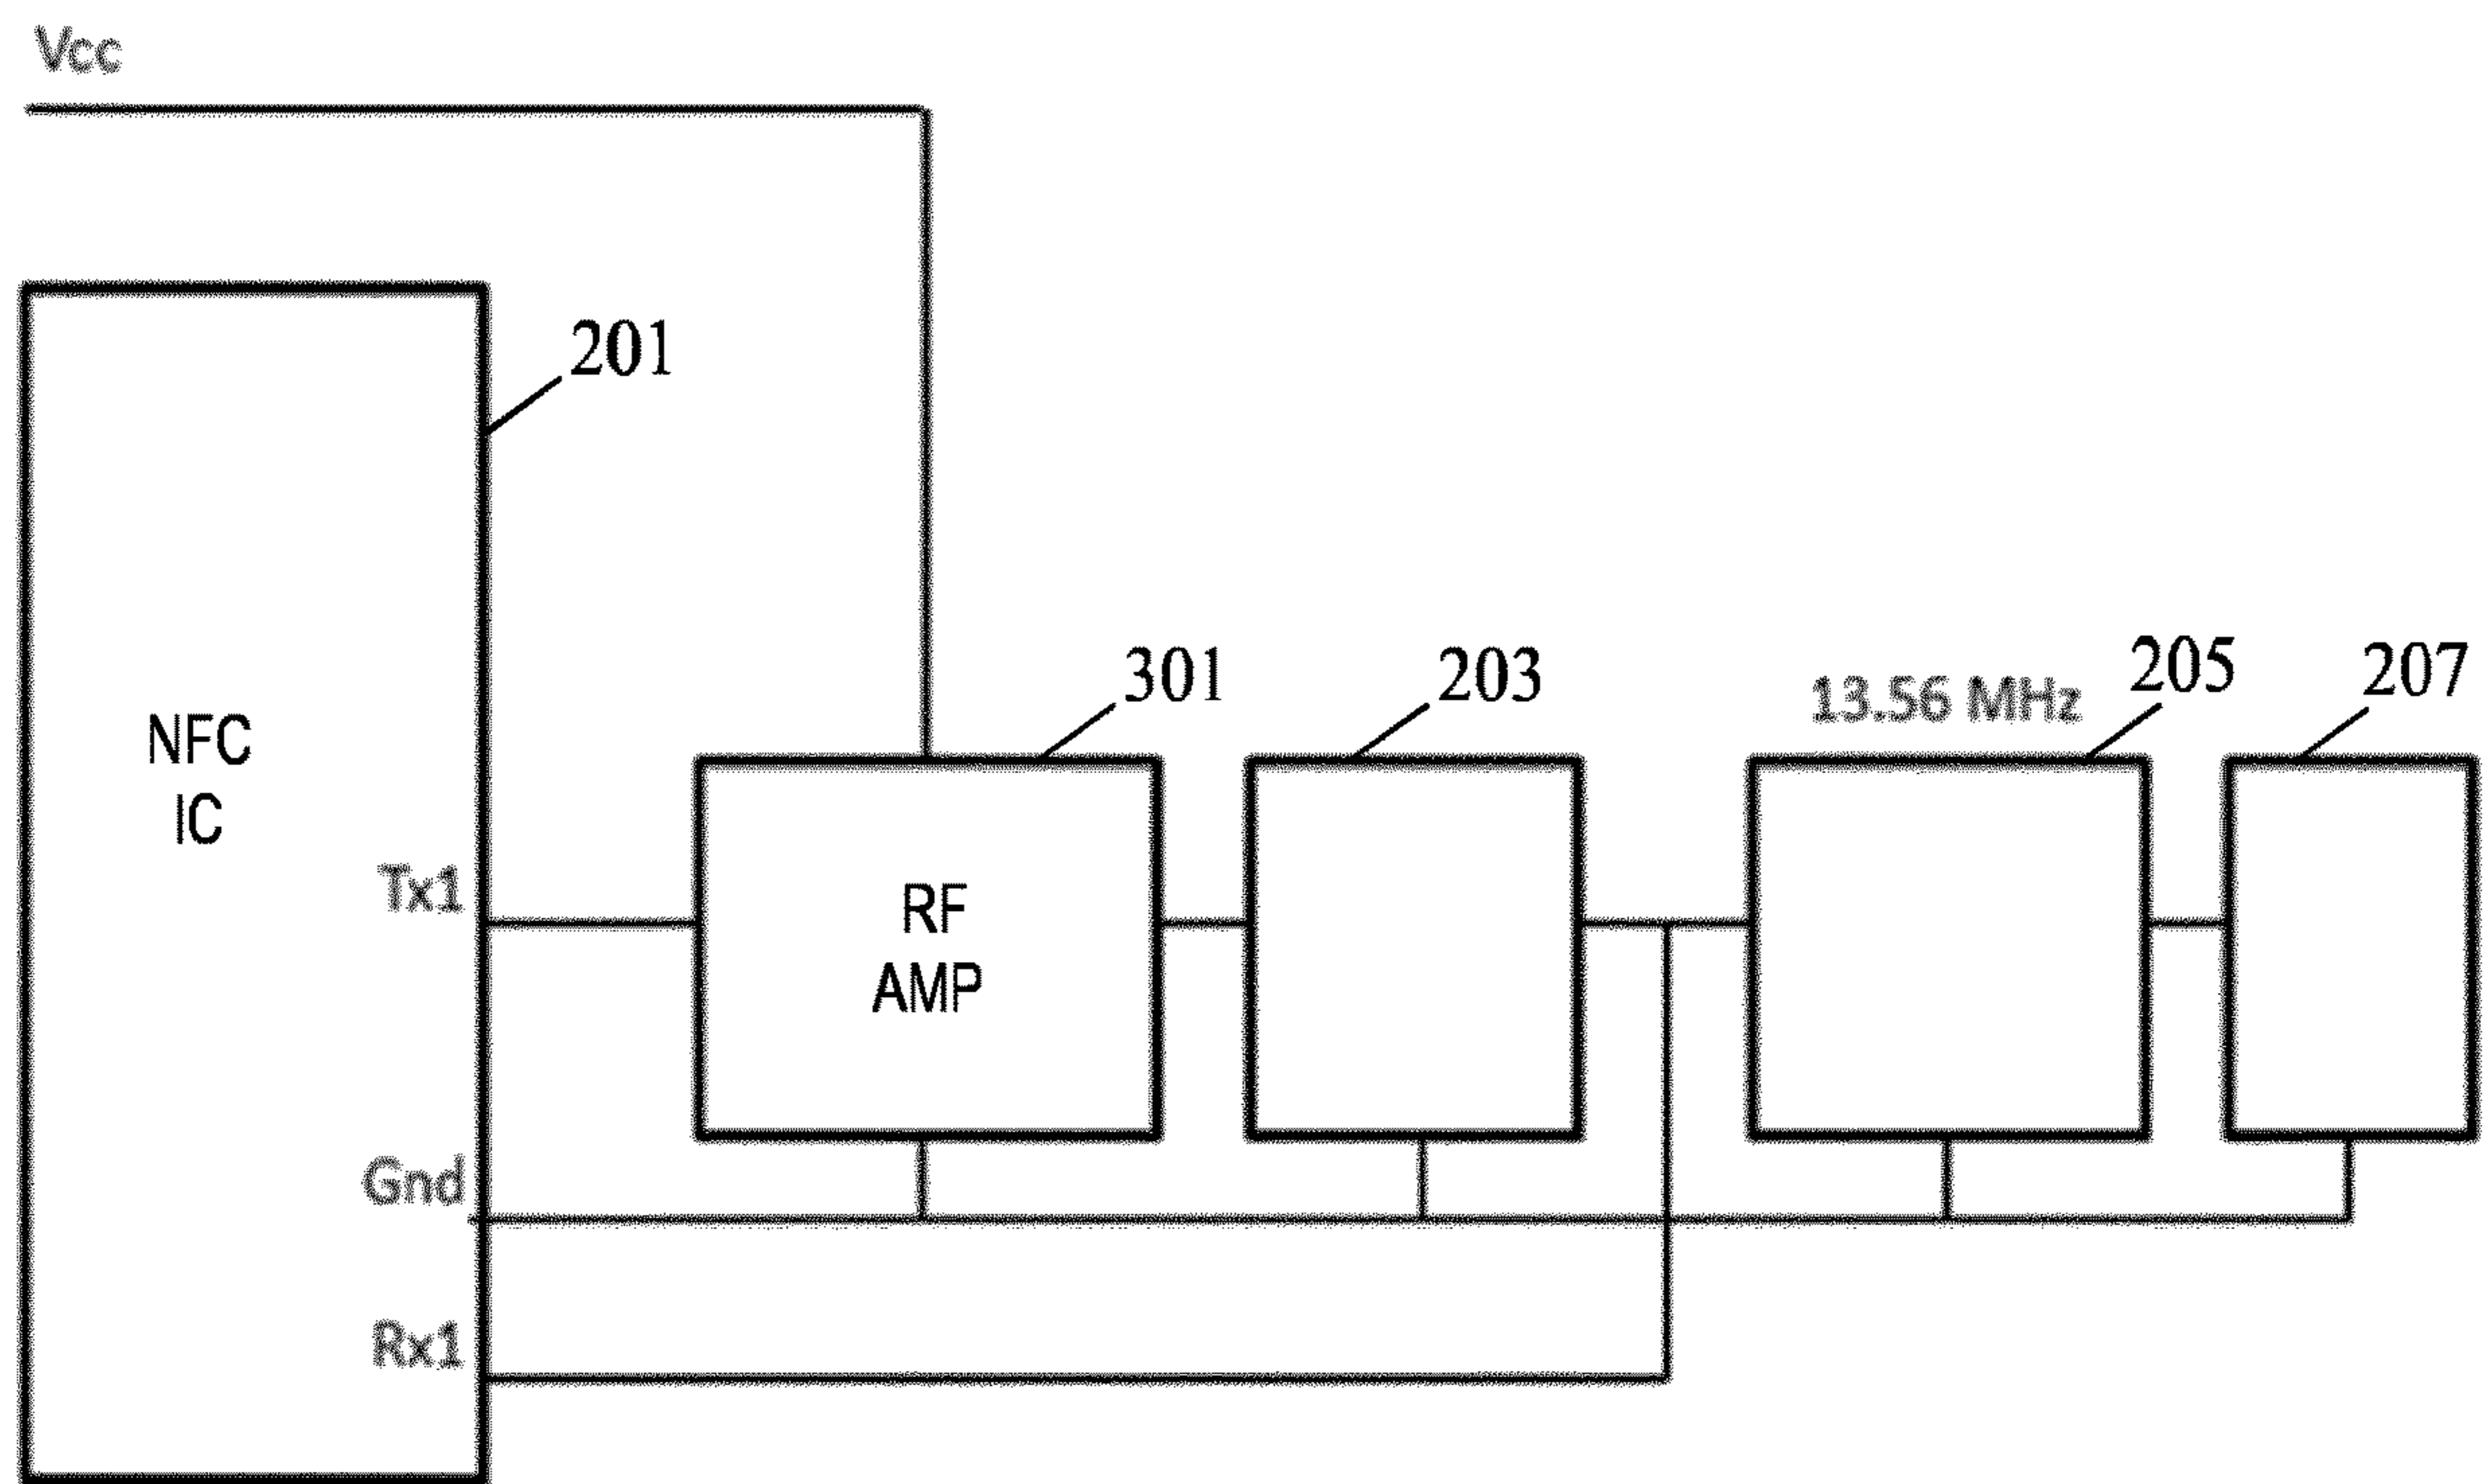 Vcc
201
NFC
IC
301
203
13.56 MHz
205
207
Tx1
RF
AMP
Gnd
Rx1